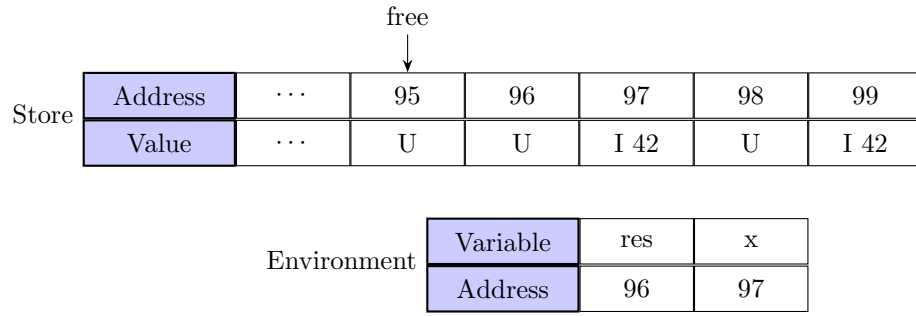 free
Store
Address ⋯ 95 96 97 98 99
Value ⋯ U U I 42 U I 42
Environment
Variable res x
Address 96 97